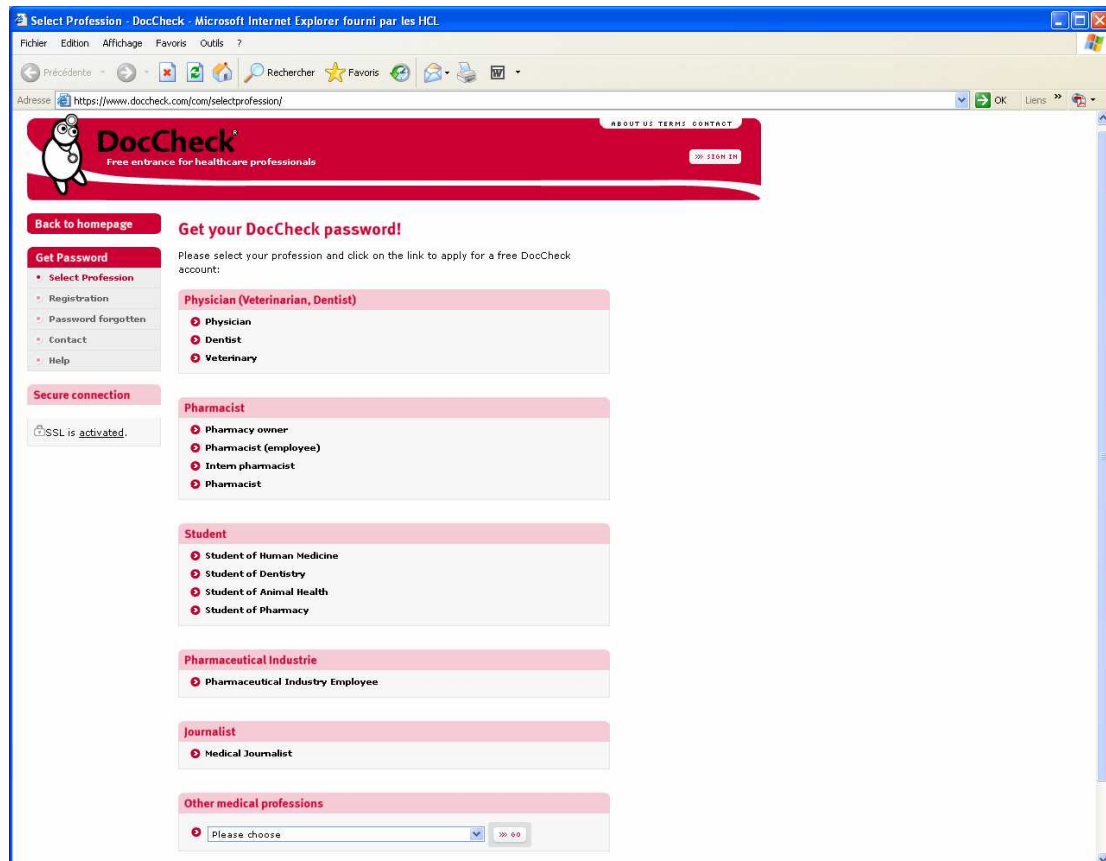 Select Profession - DocCheck - Microsoft Internet Explorer fourni par les HCL
Fichier Edition Affichage Favoris Outils ?
Précédente Rechercher Favoris
Adresse https://www.doccheck.com/com/selectprofession/ OK Liens »
ABOUT US TERMS CONTACT
DocCheck®
Free entrance for healthcare professionals
>>> SIGN IN
Back to homepage
Get Password
Select Profession
Registration
Password forgotten
Contact
Help
Secure connection
SSL is activated.
Get your DocCheck password!
Please select your profession and click on the link to apply for a free DocCheck
account:
Physician (Veterinarian, Dentist)
Physician
Dentist
Veterinary
Pharmacist
Pharmacy owner
Pharmacist (employee)
Intern pharmacist
Pharmacist
Student
Student of Human Medicine
Student of Dentistry
Student of Animal Health
Student of Pharmacy
Pharmaceutical Industrie
Pharmaceutical Industry Employee
Journalist
Medical Journalist
Other medical professions
Please choose >>> GO